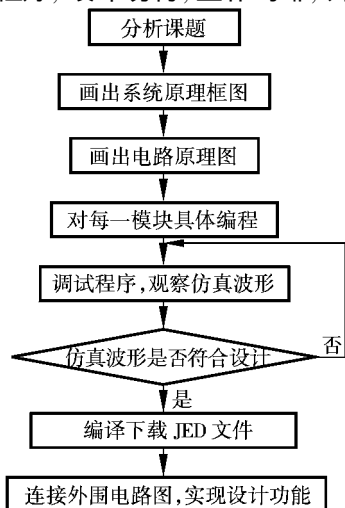 分析课题
画出系统原理框图
画出电路原理图
对每一模块具体编程
调试程序,观察仿真波形
仿真波形是否符合设计
否
是
编译下载 JED 文件
连接外围电路图,实现设计功能